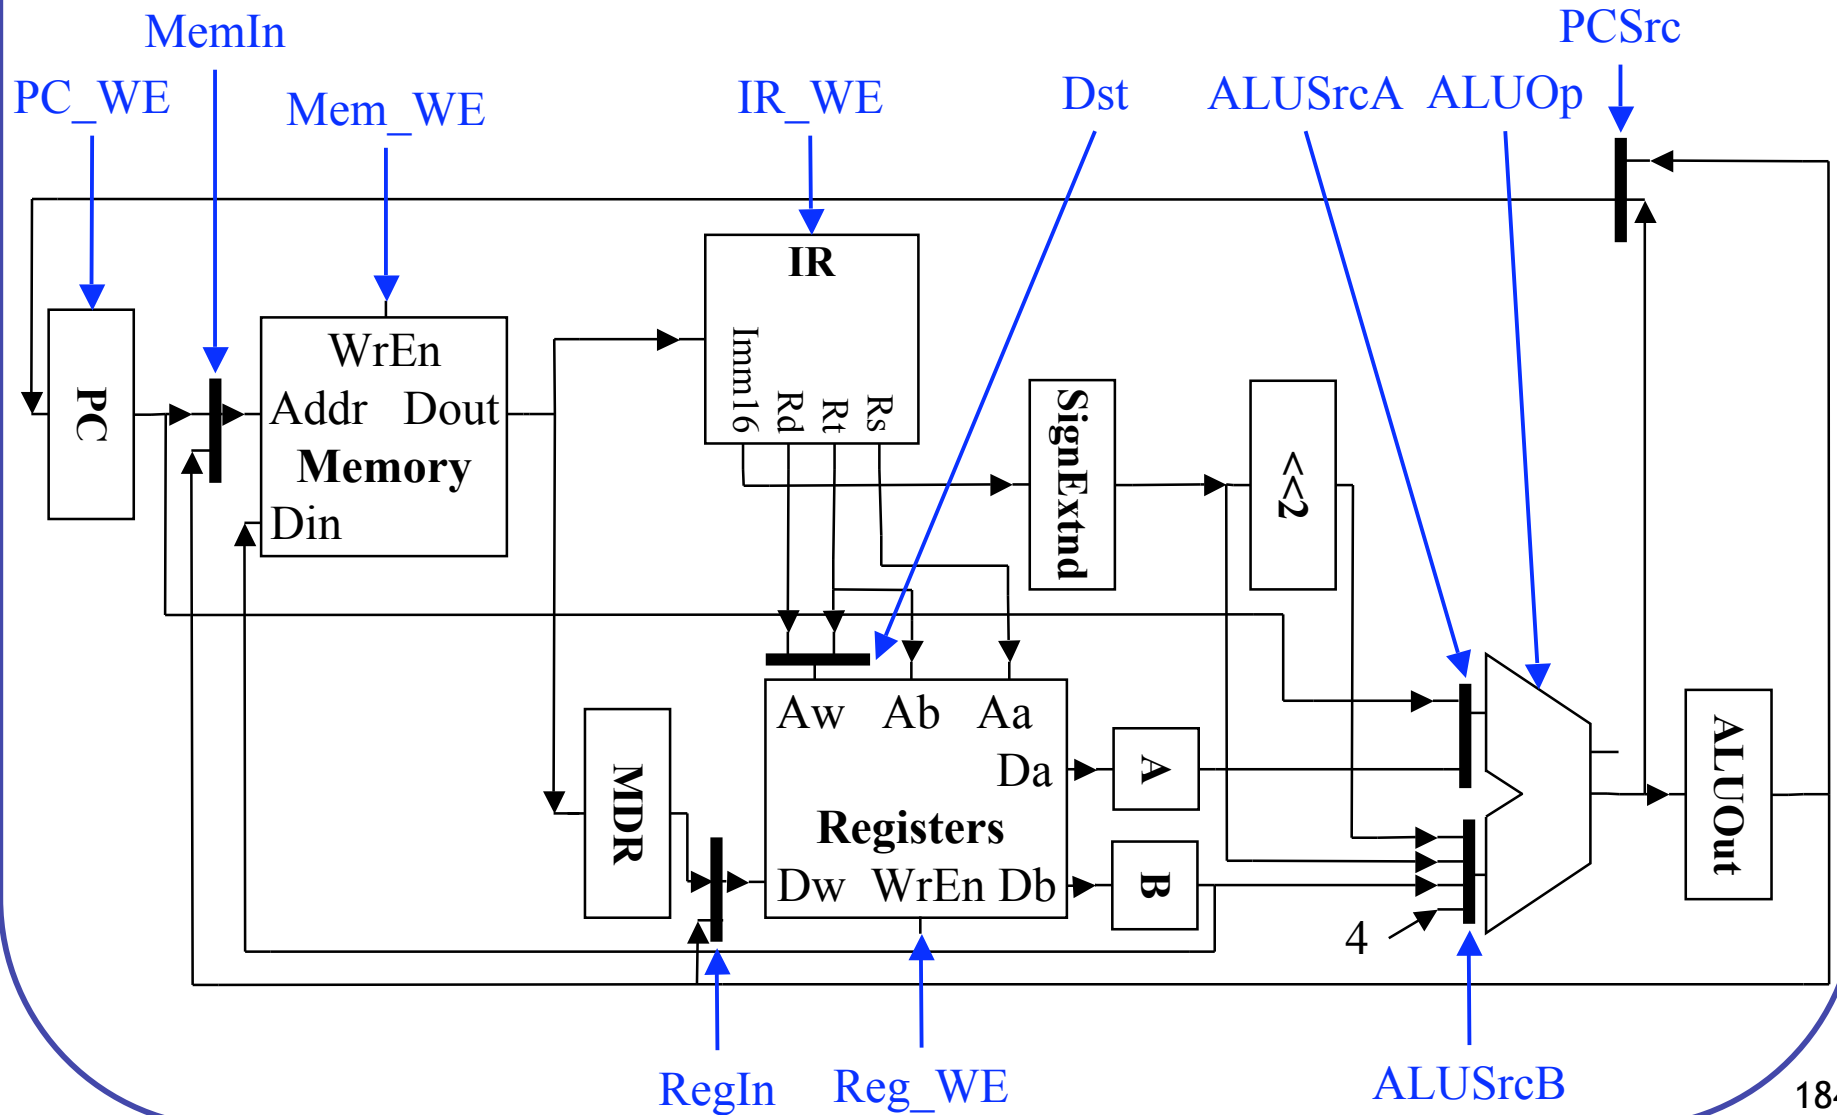 MemIn
PCSrc
PC_WE
Mem_WE
IR_WE
Dst
ALUSrcA
ALUOp
IR
Imm16
Rd
Rt
Rs
PC
WrEn
Addr Dout
Memory
Din
SignExtnd
<<2
Aw Ab Aa
Da
Registers
Dw WrEn Db
MDR
A
B
4
ALUOut
RegIn
Reg_WE
ALUSrcB